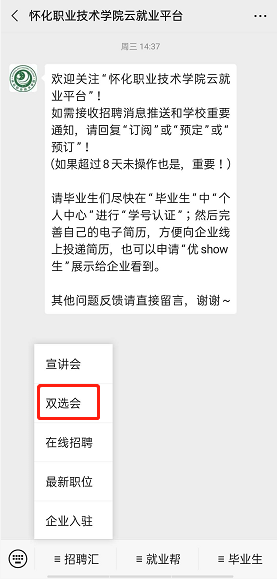 怀化职业技术学院云就业平台
周三 14:37
欢迎关注“怀化职业技术学院云就
业平台”！
如需接收招聘消息推送和学校重要
通知，请回复“订阅”或“预定”或“
预订”！
（如果超过8天未操作也是，重要！）
请毕业生们尽快在“毕业生”中“个
人中心”进行“学号认证”；然后完
善自己的电子简历，方便向企业线
上投递简历，也可以申请“优show
生”展示给企业看到。
其他问题反馈请直接留言，谢谢～
宣讲会
双选会
在线招聘
最新职位
企业入驻
≡ 招聘汇
≡ 就业帮
≡ 毕业生